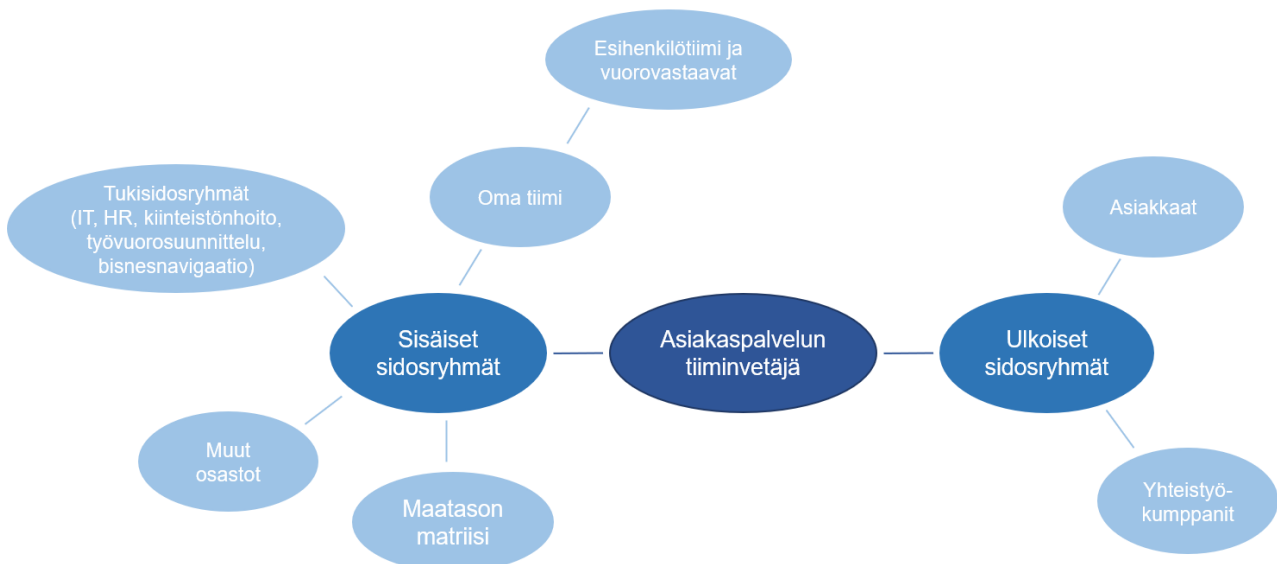 Esihenkilötiimi ja
vuorovastaavat
Oma tiimi
Tukisidosryhmät
(IT, HR, kiinteistönhoito,
työvuorosuunnittelu,
bisnesnavigaatio)
Asiakkaat
Sisäiset
sidosryhmät
Asiakaspalvelun
tiiminvetäjä
Ulkoiset
sidosryhmät
Muut
osastot
Maatason
matriisi
Yhteistyö-
kumppanit